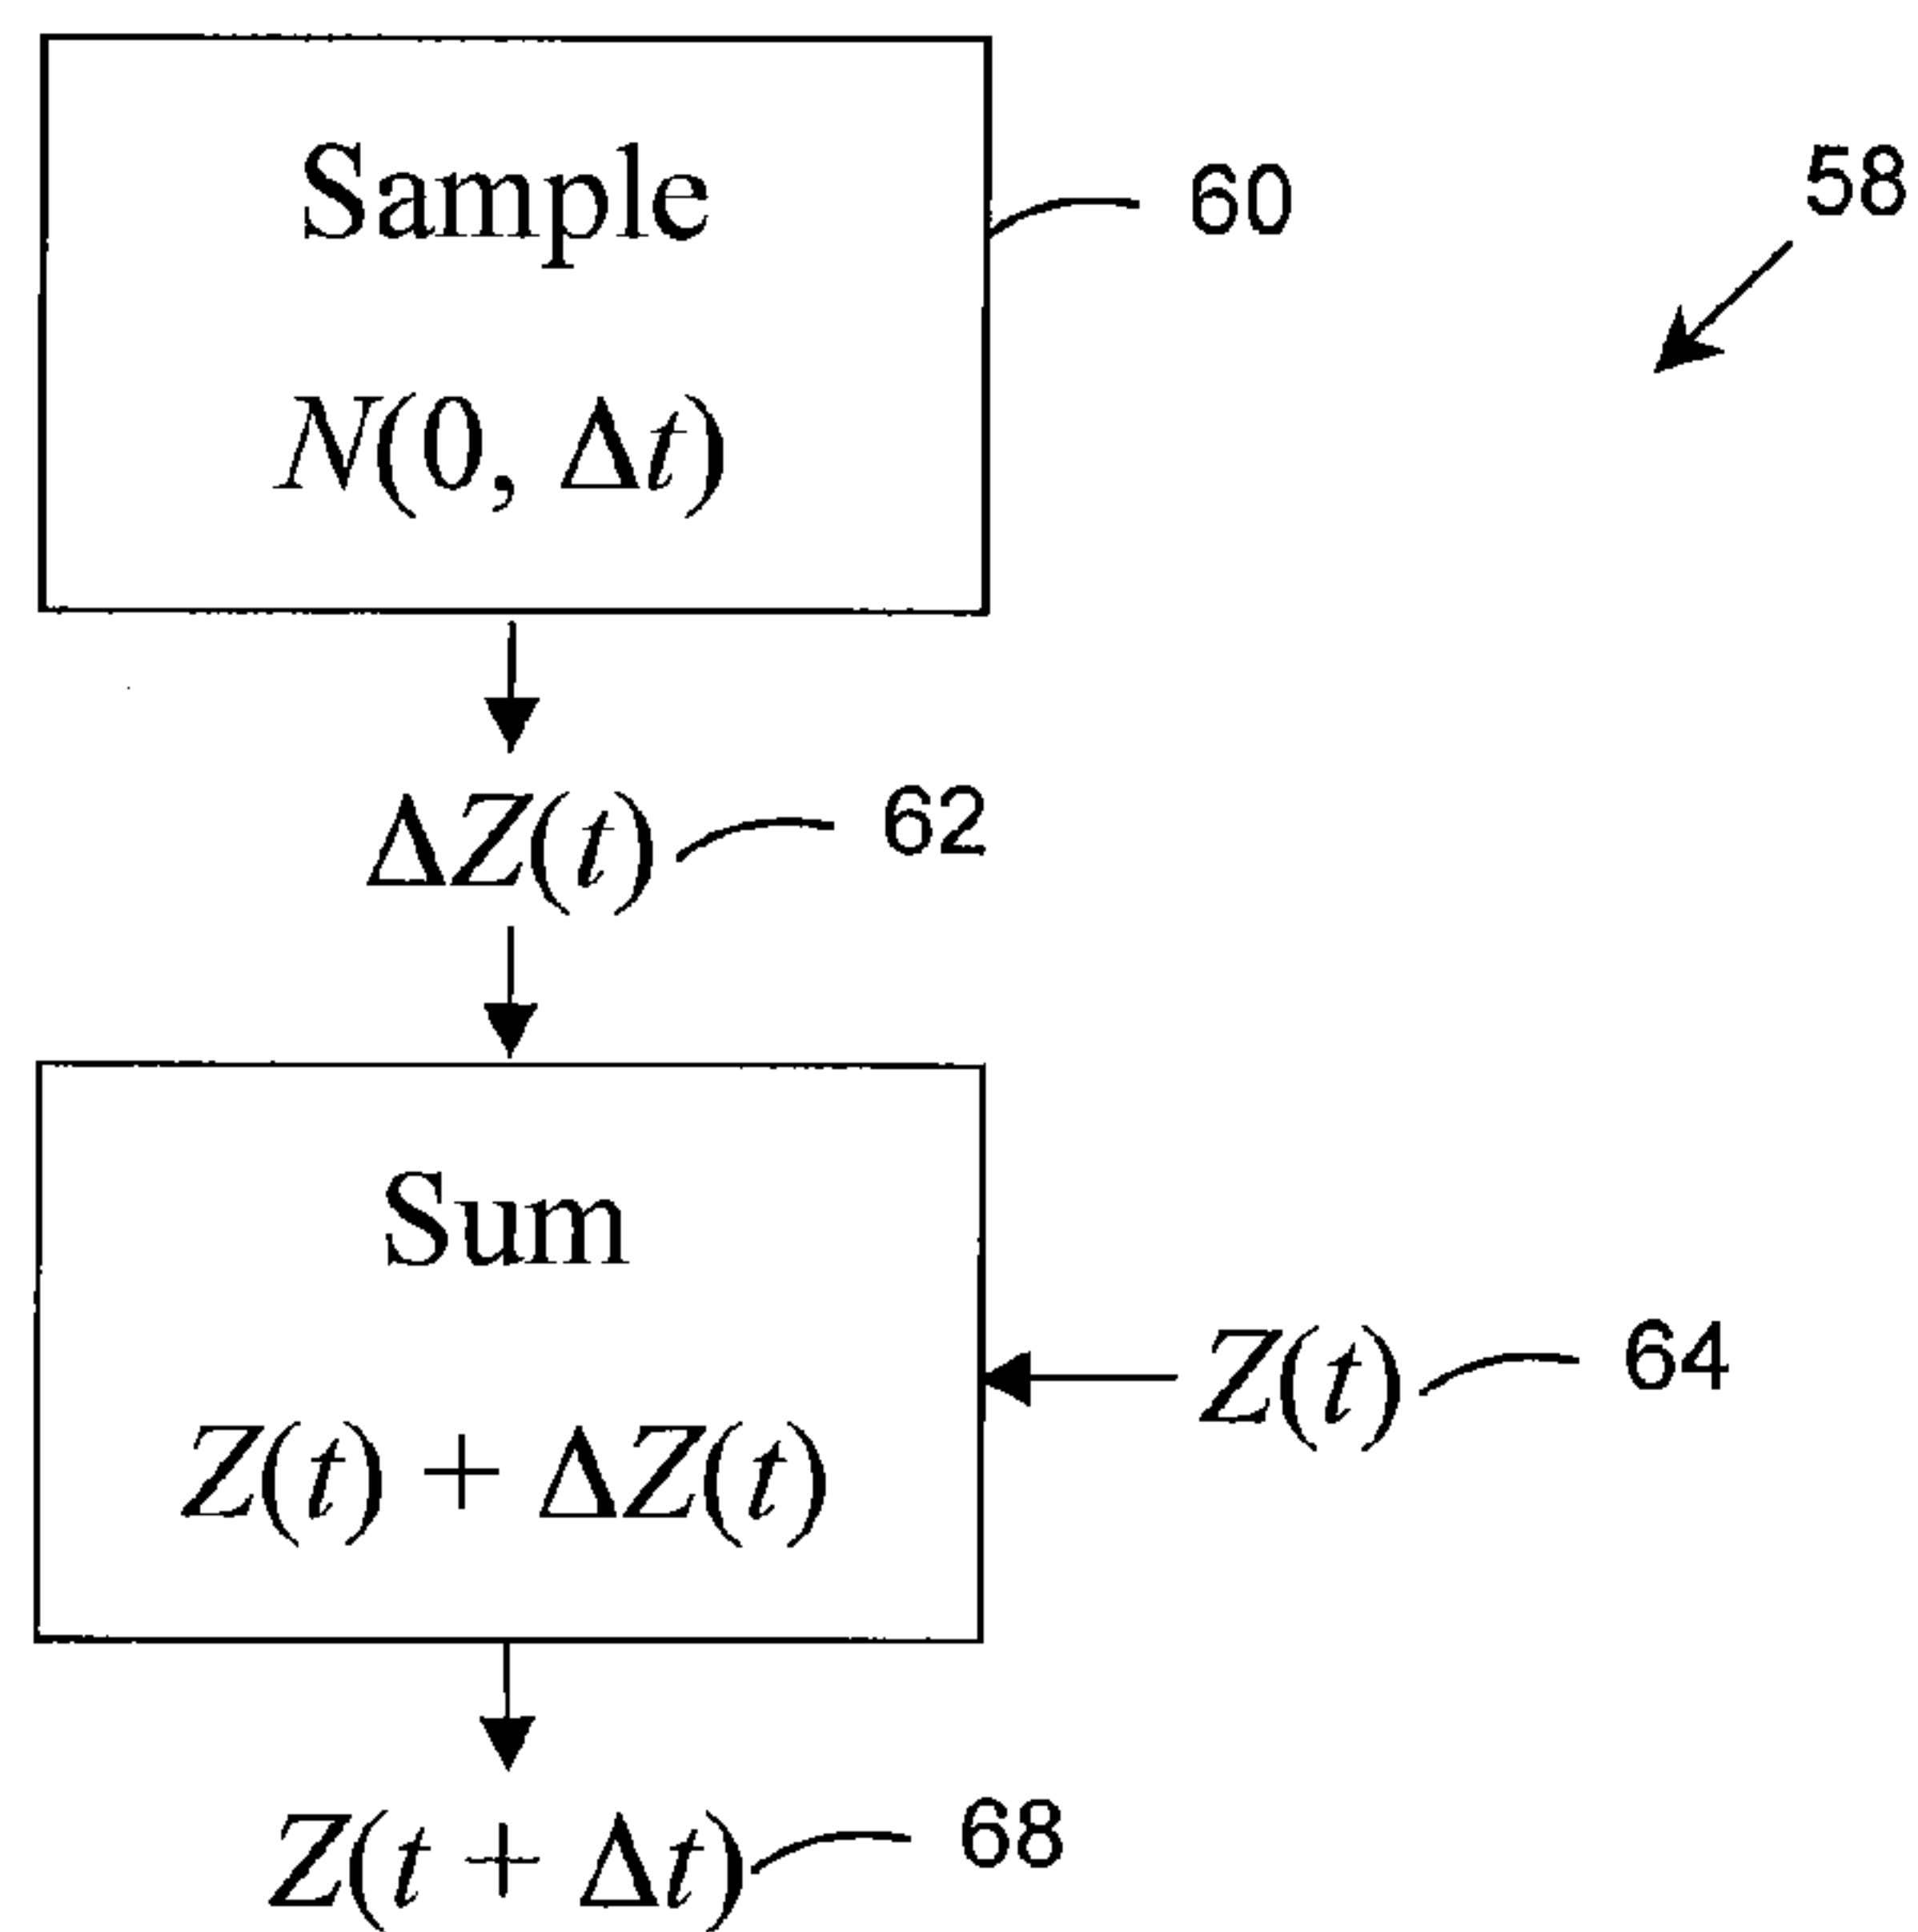 Sample
60
58
N(0, Δt)
ΔZ(t)
62
Sum
Z(t)
64
Z(t) + ΔZ(t)
Z(t + Δt)
68